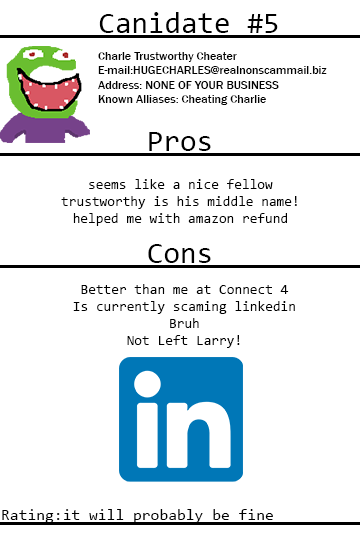 Canidate #5
Charle Trustworthy Cheater
E-mail:HUGECHARLES@realnonscammail.biz
Address: NONE OF YOUR BUSINESS
Known Alliases: Cheating Charlie
Pros
seems like a nice fellow
trustworthy is his middle name!
helped me with amazon refund
Cons
Better than me at Connect 4
Is currently scaming linkedin
Bruh
Not Left Larry!
in
Rating:it will probably be fine